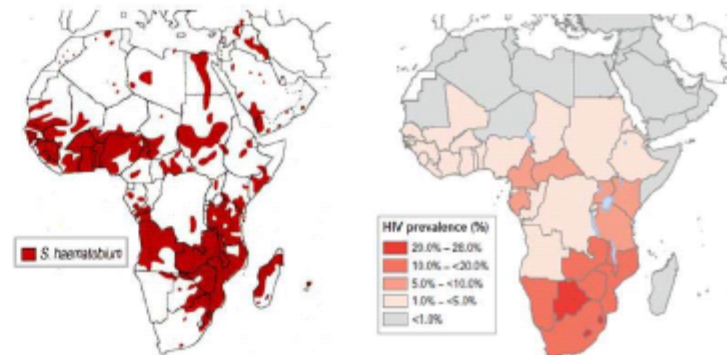 S. haematobium
HIV prevalence (%)
20.0% – 28.0%
10.0% – <20.0%
5.0% – <10.0%
1.0% – <5.0%
<1.0%